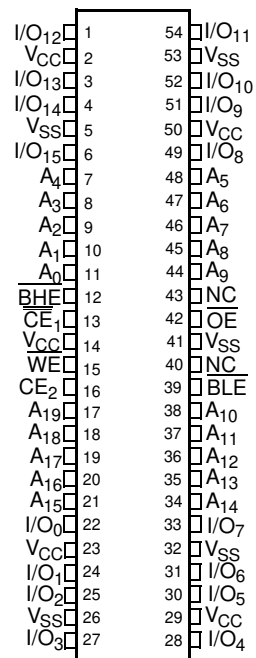 I/O12 1 54 I/O11
VCC 2 53 VSS
I/O13 3 52 I/O10
I/O14 4 51 I/O9
VSS 5 50 VCC
I/O15 6 49 I/O8
A4 7 48 A5
A3 8 47 A6
A2 9 46 A7
A1 10 45 A8
A0 11 44 A9
BHE 12 43 NC
CE1 13 42 OE
VCC 14 41 VSS
WE 15 40 NC
CE2 16 39 BLE
A19 17 38 A10
A18 18 37 A11
A17 19 36 A12
A16 20 35 A13
A15 21 34 A14
I/O0 22 33 I/O7
VCC 23 32 VSS
I/O1 24 31 I/O6
I/O2 25 30 I/O5
VSS 26 29 VCC
I/O3 27 28 I/O4